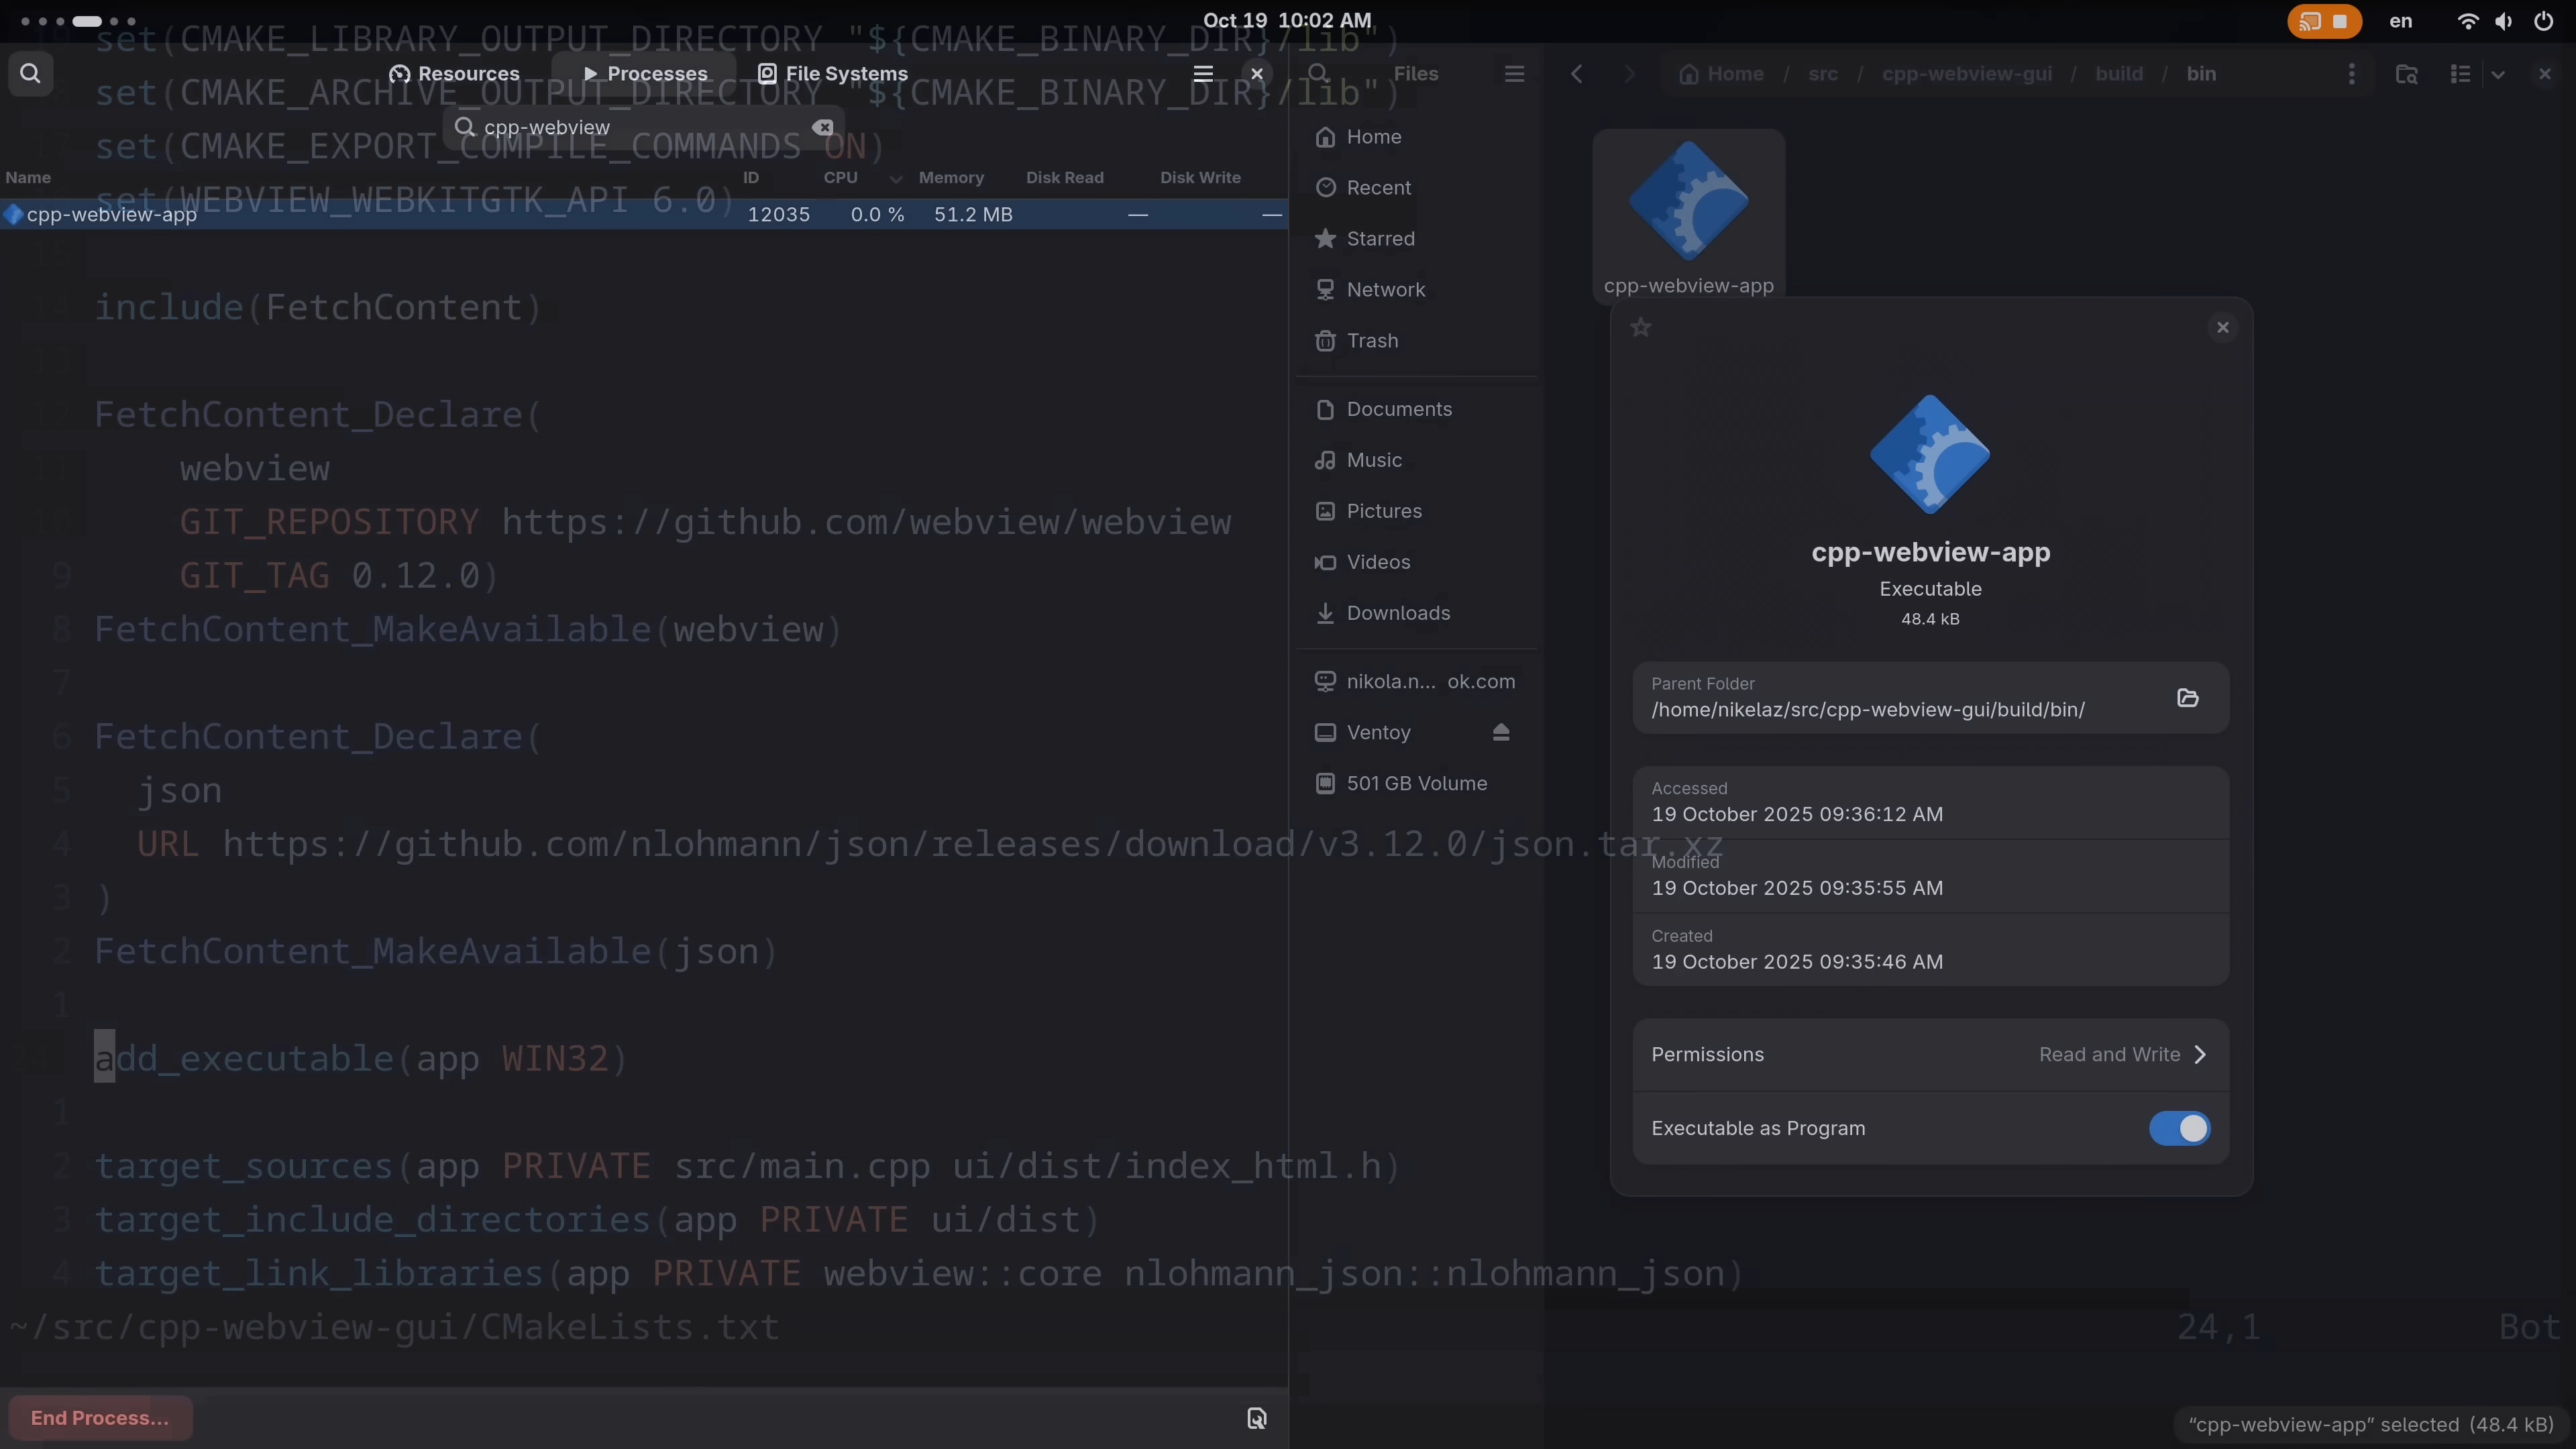 Oct 19 10:02 AM
en
set(CMAKE_LIBRARY_OUTPUT_DIRECTORY "${CMAKE_BINARY_DIR}/lib")
Resources
Processes
File Systems
set(CMAKE_ARCHIVE_OUTPUT_DIRECTORY "${CMAKE_BINARY_DIR}/lib")
cpp-webview
set(CMAKE_EXPORT_COMPILE_COMMANDS ON)
Name ID CPU Memory Disk Read Disk Write
set(WEBVIEW_WEBKITGTK_API 6.0)
cpp-webview-app 12035 0.0 % 51.2 MB — —
14 include(FetchContent)
13
12 FetchContent_Declare(
11 webview
10 GIT_REPOSITORY https://github.com/webview/webview
9 GIT_TAG 0.12.0)
8 FetchContent_MakeAvailable(webview)
7
6 FetchContent_Declare(
5 json
4 URL https://github.com/nlohmann/json/releases/download/v3.12.0/json.tar.xz
3 )
2 FetchContent_MakeAvailable(json)
1
24 add_executable(app WIN32)
1
2 target_sources(app PRIVATE src/main.cpp ui/dist/index_html.h)
3 target_include_directories(app PRIVATE ui/dist)
4 target_link_libraries(app PRIVATE webview::core nlohmann_json::nlohmann_json)
~/src/cpp-webview-gui/CMakeLists.txt 24,1 Bot
End Process...
Files
Home
Recent
Starred
Network
Trash
Documents
Music
Pictures
Videos
Downloads
nikola.n... ok.com
Ventoy
501 GB Volume
Home / src / cpp-webview-gui / build / bin
cpp-webview-app
cpp-webview-app
Executable
48.4 kB
Parent Folder
/home/nikelaz/src/cpp-webview-gui/build/bin/
Accessed
19 October 2025 09:36:12 AM
Modified
19 October 2025 09:35:55 AM
Created
19 October 2025 09:35:46 AM
Permissions Read and Write
Executable as Program
“cpp-webview-app” selected (48.4 kB)